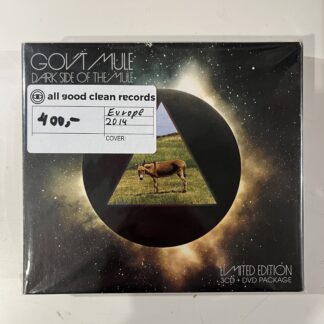 GOV'T MULE
DARK SIDE OF THE MULE
all good clean records
400,-
Europe
2014
COVER:
LIMITED EDITION
3CD + DVD PACKAGE